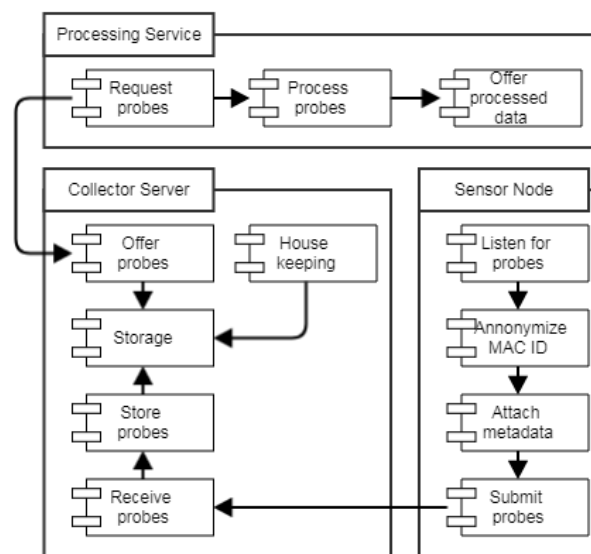 Processing Service
Request
probes
Process
probes
Offer
processed
data
Collector Server
Sensor Node
Offer
probes
House
keeping
Listen for
probes
Storage
Annonymize
MAC ID
Store
probes
Attach
metadata
Receive
probes
Submit
probes